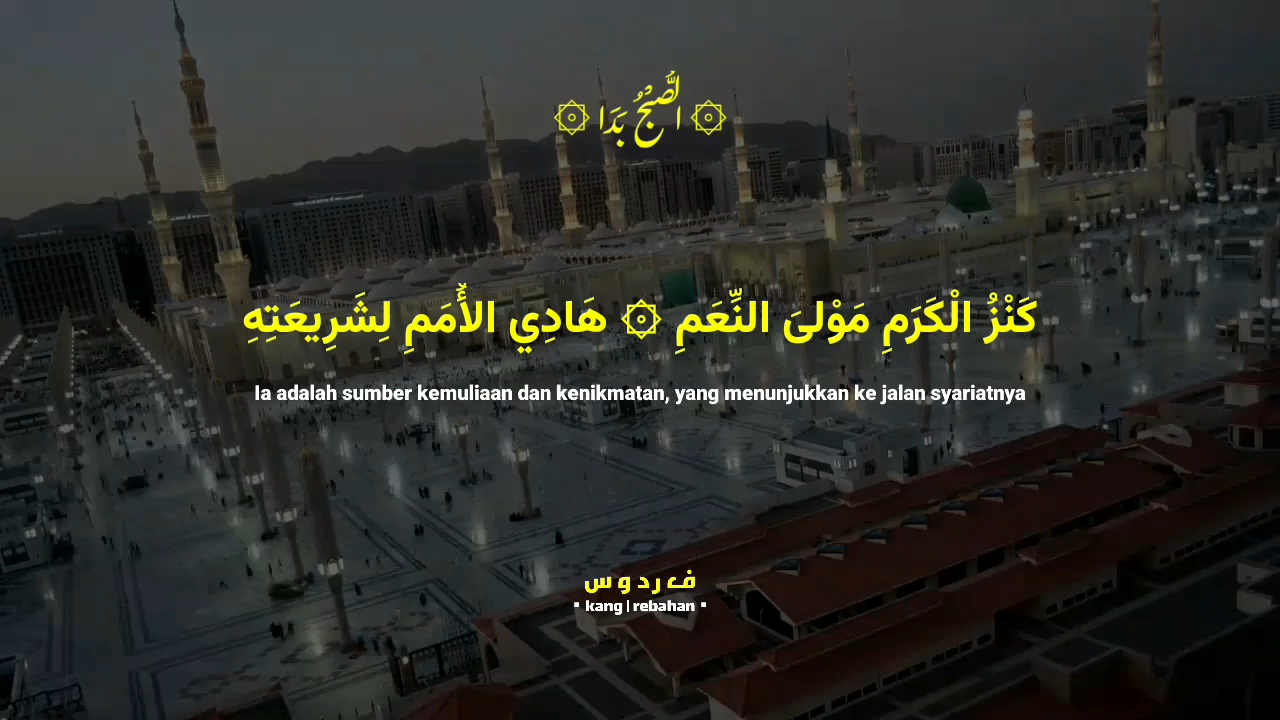 ۞ الصُّبْحُ بَدَا ۞
كَنْزُ الْكَرَمِ مَوْلىَ النِّعَمِ ۞ هَادِي الأُمَمِ لِشَرِيعَتِهِ
Ia adalah sumber kemuliaan dan kenikmatan, yang menunjukkan ke jalan syariatnya
ف ر د و س
▪ kang | rebahan ▪